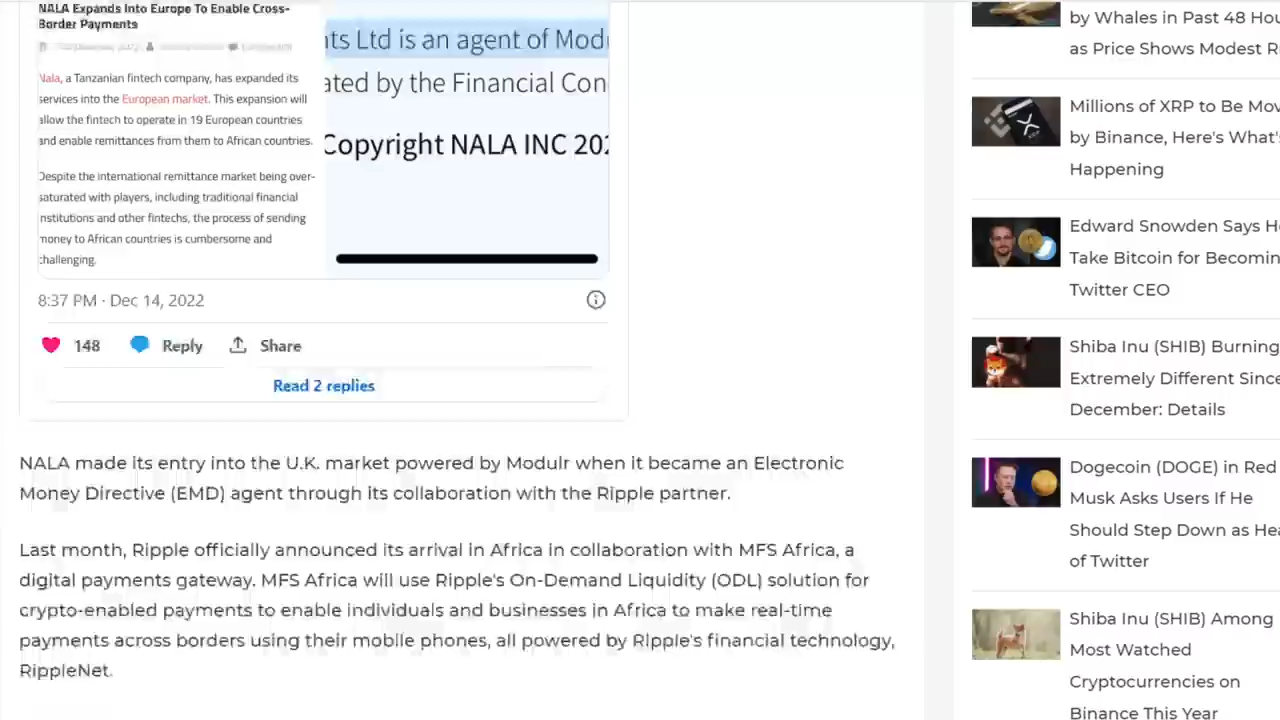 NALA Expands Into Europe To Enable Cross-
Border Payments
Nala, a Tanzanian fintech company, has expanded its
services into the European market. This expansion will
allow the fintech to operate in 19 European countries
and enable remittances from them to African countries.
Despite the international remittance market being over-
saturated with players, including traditional financial
institutions and other fintechs, the process of sending
money to African countries is cumbersome and
challenging.
nts Ltd is an agent of Mod
ated by the Financial Con
Copyright NALA INC 202
8:37 PM · Dec 14, 2022
148 Reply Share
Read 2 replies
NALA made its entry into the U.K. market powered by Modulr when it became an Electronic
Money Directive (EMD) agent through its collaboration with the Ripple partner.
Last month, Ripple officially announced its arrival in Africa in collaboration with MFS Africa, a
digital payments gateway. MFS Africa will use Ripple's On-Demand Liquidity (ODL) solution for
crypto-enabled payments to enable individuals and businesses in Africa to make real-time
payments across borders using their mobile phones, all powered by Ripple's financial technology,
RippleNet.
by Whales in Past 48 Hou
as Price Shows Modest R
Millions of XRP to Be Mov
by Binance, Here's What's
Happening
Edward Snowden Says He
Take Bitcoin for Becomin
Twitter CEO
Shiba Inu (SHIB) Burning
Extremely Different Since
December: Details
Dogecoin (DOGE) in Red
Musk Asks Users If He
Should Step Down as Hea
of Twitter
Shiba Inu (SHIB) Among
Most Watched
Cryptocurrencies on
Binance This Year